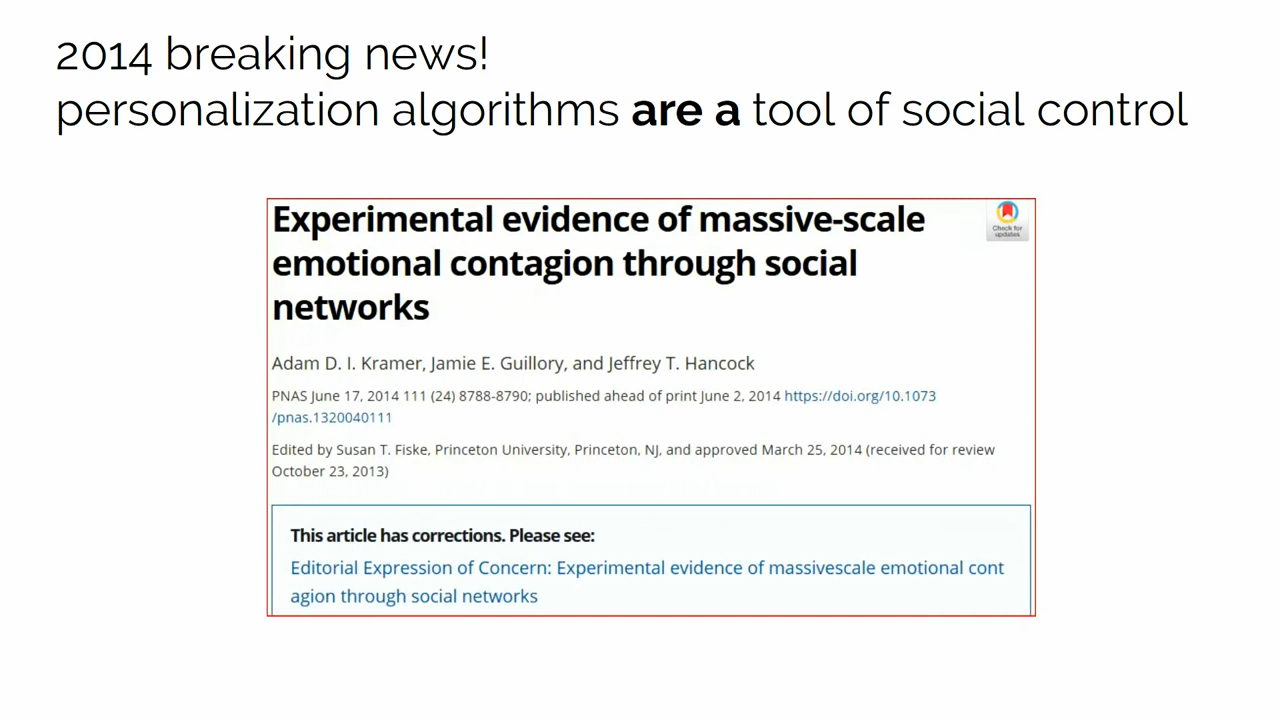 2014 breaking news!
personalization algorithms are a tool of social control
Experimental evidence of massive-scale
emotional contagion through social
networks
Check for
updates
Adam D. I. Kramer, Jamie E. Guillory, and Jeffrey T. Hancock
PNAS June 17, 2014 111 (24) 8788-8790; published ahead of print June 2, 2014 https://doi.org/10.1073
/pnas.1320040111
Edited by Susan T. Fiske, Princeton University, Princeton, NJ, and approved March 25, 2014 (received for review
October 23, 2013)
This article has corrections. Please see:
Editorial Expression of Concern: Experimental evidence of massivescale emotional cont
agion through social networks